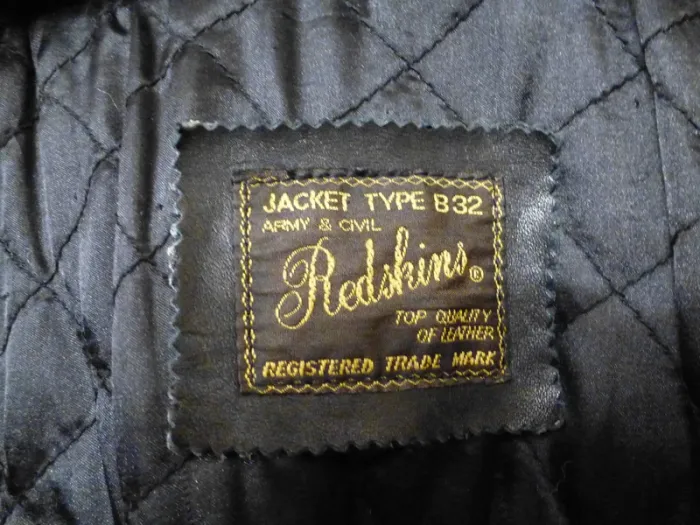 JACKET TYPE B32
ARMY & CIVIL
Redskins ®
TOP QUALITY
OF LEATHER
REGISTERED TRADE MARK